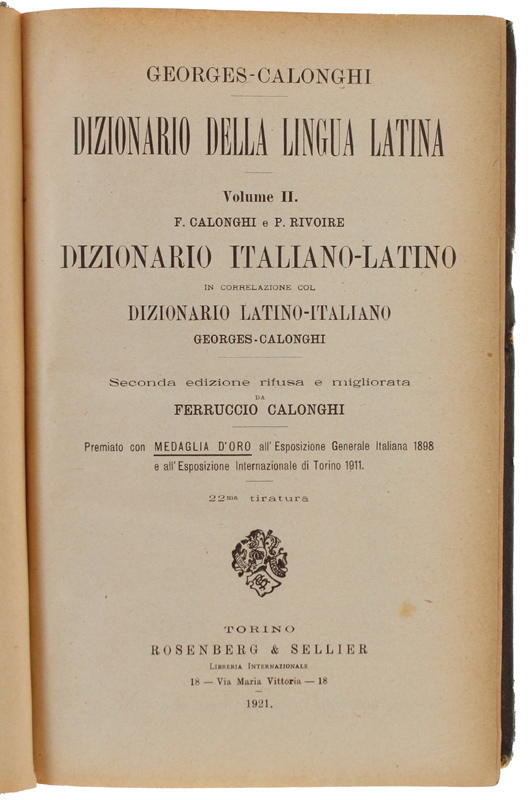 GEORGES-CALONGHI
DIZIONARIO DELLA LINGUA LATINA
Volume II.
F. CALONGHI e P. RIVOIRE
DIZIONARIO ITALIANO-LATINO
IN CORRELAZIONE COL
DIZIONARIO LATINO-ITALIANO
GEORGES-CALONGHI
Seconda edizione rifusa e migliorata
DA
FERRUCCIO CALONGHI
Premiato con MEDAGLIA D'ORO all'Esposizione Generale Italiana 1898
e all'Esposizione Internazionale di Torino 1911.
22ma tiratura
TORINO
ROSENBERG & SELLIER
LIBRERIA INTERNAZIONALE
18 — Via Maria Vittoria — 18
1921.